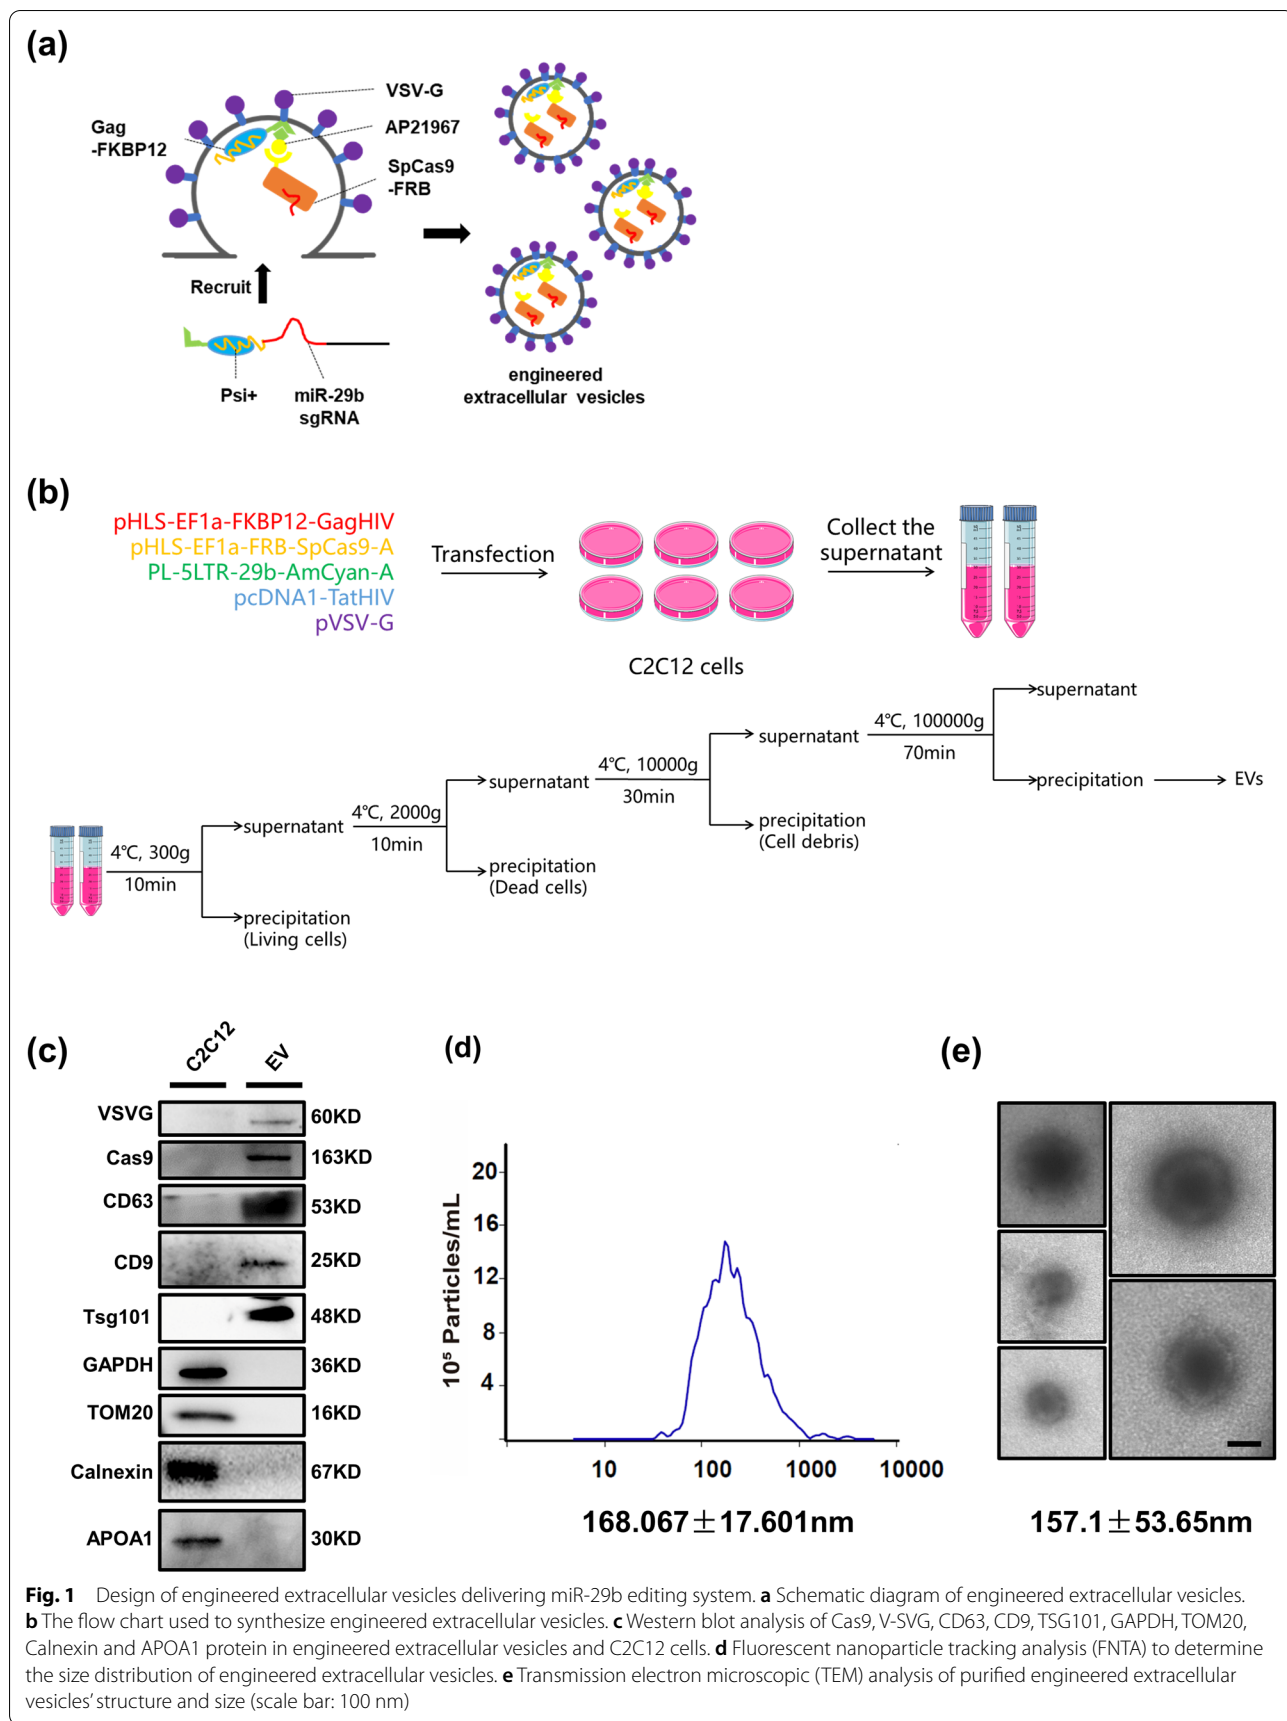 (a)
VSV-G
Gag
-FKBP12
AP21967
SpCas9
-FRB
Recruit
Psi+
miR-29b
sgRNA
engineered
extracellular vesicles
(b)
pHLS-EF1a-FKBP12-GagHIV
pHLS-EF1a-FRB-SpCas9-A
PL-5LTR-29b-AmCyan-A
pcDNA1-TatHIV
pVSV-G
Transfection
C2C12 cells
Collect the
supernatant
4℃, 300g
10min
supernatant
precipitation
(Living cells)
4℃, 2000g
10min
supernatant
precipitation
(Dead cells)
4℃, 10000g
30min
supernatant
precipitation
(Cell debris)
4℃, 100000g
70min
supernatant
precipitation
EVs
(c)
C2C12
EV
VSVG 60KD
Cas9 163KD
CD63 53KD
CD9 25KD
Tsg101 48KD
GAPDH 36KD
TOM20 16KD
Calnexin 67KD
APOA1 30KD
(d)
10⁵ Particles/mL
20
16
12
8
4
10 100 1000 10000
168.067±17.601nm
(e)
157.1±53.65nm
Fig. 1 Design of engineered extracellular vesicles delivering miR-29b editing system. a Schematic diagram of engineered extracellular vesicles.
b The flow chart used to synthesize engineered extracellular vesicles. c Western blot analysis of Cas9, V-SVG, CD63, CD9, TSG101, GAPDH, TOM20,
Calnexin and APOA1 protein in engineered extracellular vesicles and C2C12 cells. d Fluorescent nanoparticle tracking analysis (FNTA) to determine
the size distribution of engineered extracellular vesicles. e Transmission electron microscopic (TEM) analysis of purified engineered extracellular
vesicles' structure and size (scale bar: 100 nm)